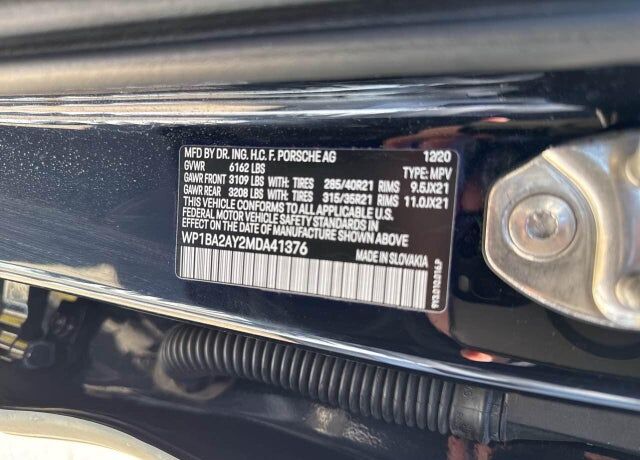 MFD BY DR. ING. H.C. F. PORSCHE AG 12/20
GVWR 6162 LBS TYPE: MPV
GAWR FRONT 3109 LBS WITH: TIRES 285/40R21 RIMS 9.5JX21
GAWR REAR 3208 LBS WITH: TIRES 315/35R21 RIMS 11.0JX21
THIS VEHICLE CONFORMS TO ALL APPLICABLE U.S.
FEDERAL MOTOR VEHICLE SAFETY STANDARDS IN
EFFECT ON THE DATE OF MANUFACTURE SHOWN ABOVE
WP1BA2AY2MDA41376 MADE IN SLOVAKIA
9Y3.010.016.P